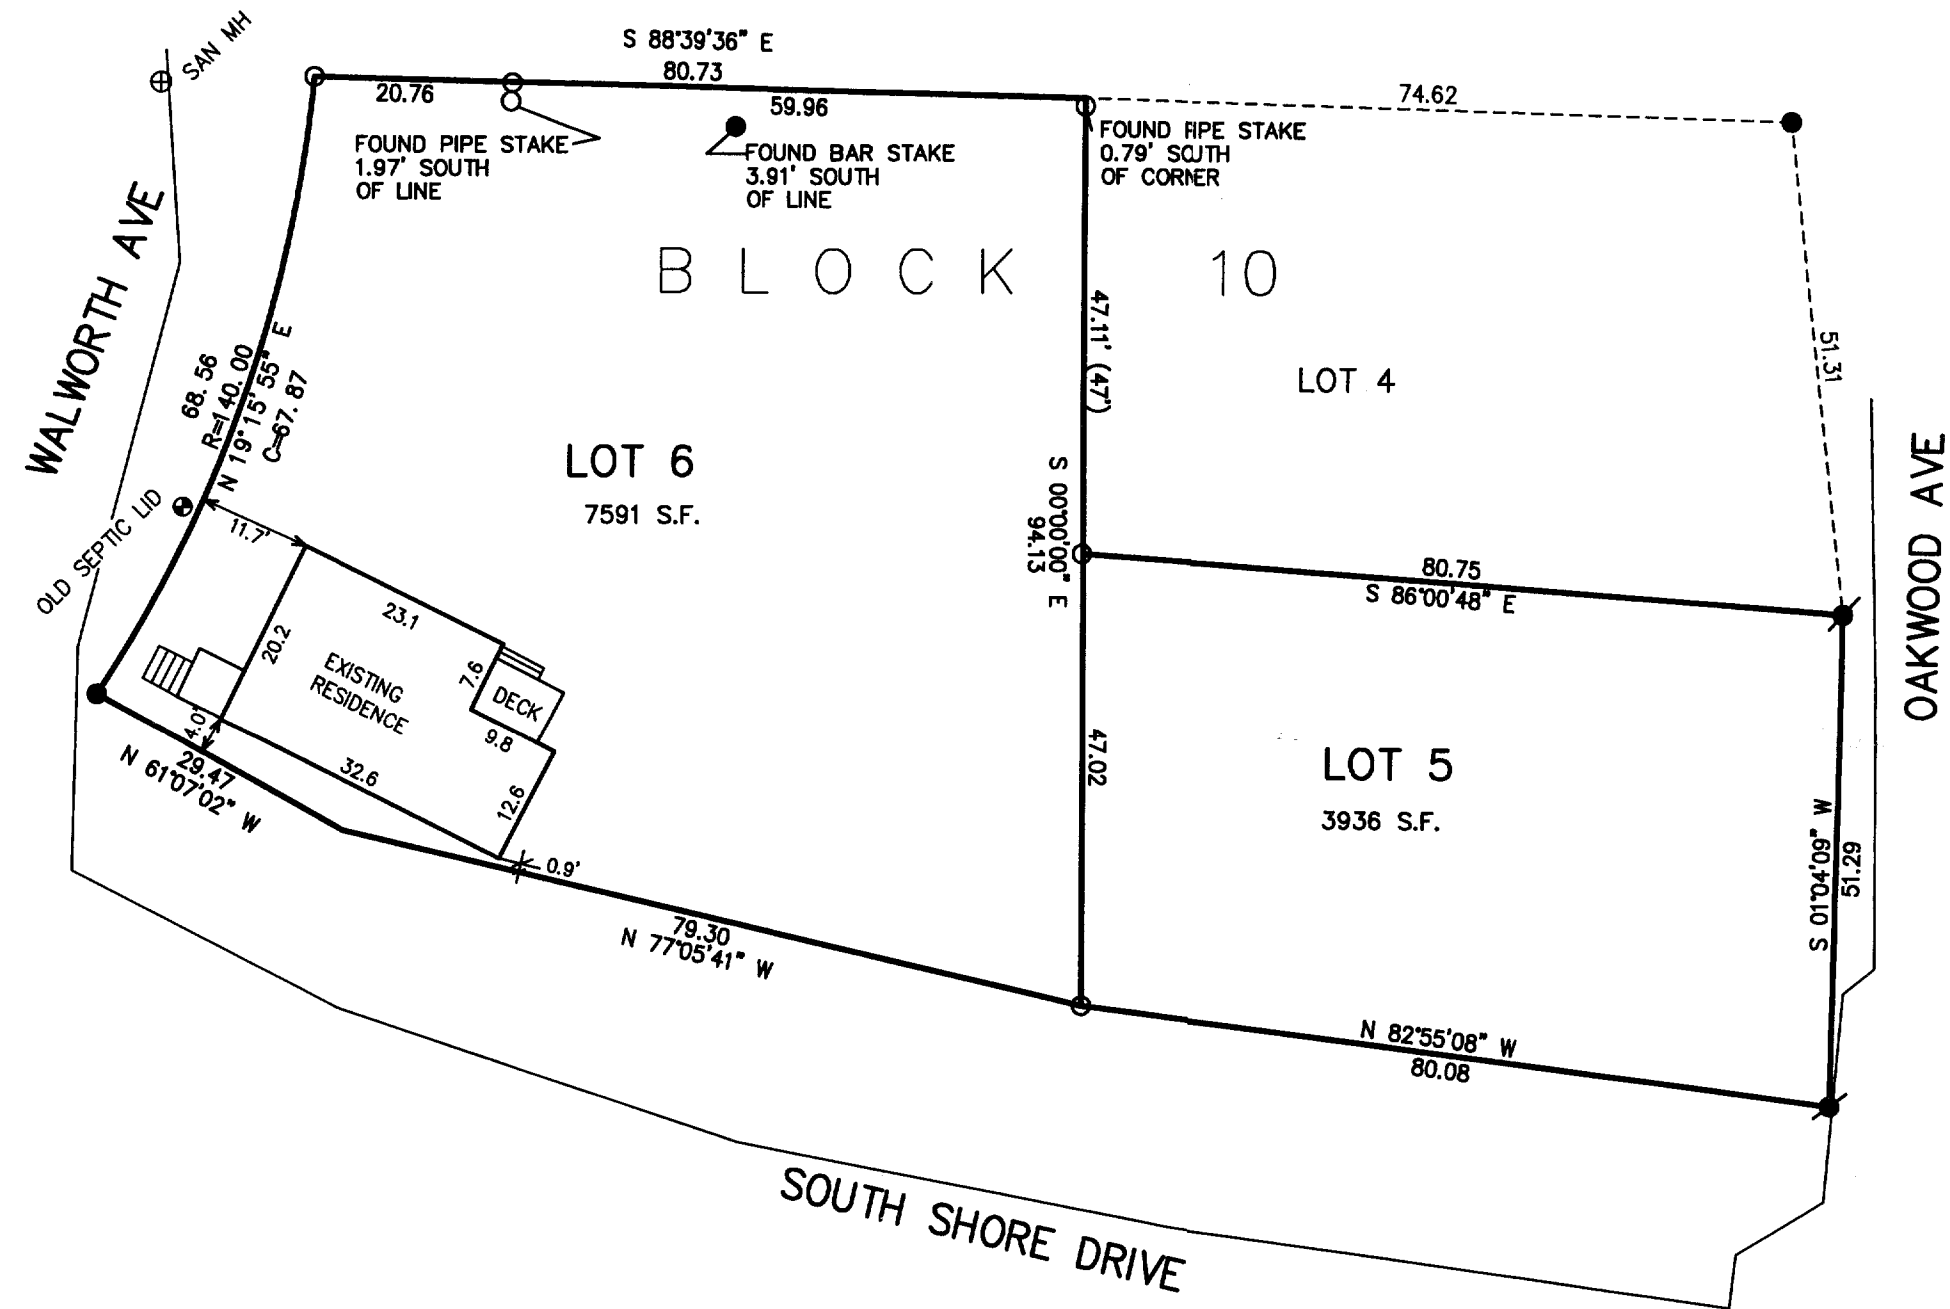 S 88°39'36" E
80.73
SAN MH
20.76
59.96
74.62
FOUND PIPE STAKE
1.97' SOUTH
OF LINE
FOUND BAR STAKE
3.91' SOUTH
OF LINE
FOUND PIPE STAKE
0.79' SOUTH
OF CORNER
WALWORTH AVE
BLOCK 10
68.56
R=140.00
N 19°15'55" E
C=67.87
47.11' (47')
LOT 4
51.31
LOT 6
7591 S.F.
S 00°00'00" E
94.13
OLD SEPTIC LID
11.7'
80.75
S 86°00'48" E
OAKWOOD AVE
23.1
20.2
EXISTING
RESIDENCE
7.6
DECK
9.8
4.0'
32.6
12.6
29.47
N 61°07'02" W
0.9'
47.02
LOT 5
3936 S.F.
S 01°04'09" W
51.29
79.30
N 77°05'41" W
N 82°55'08" W
80.08
SOUTH SHORE DRIVE